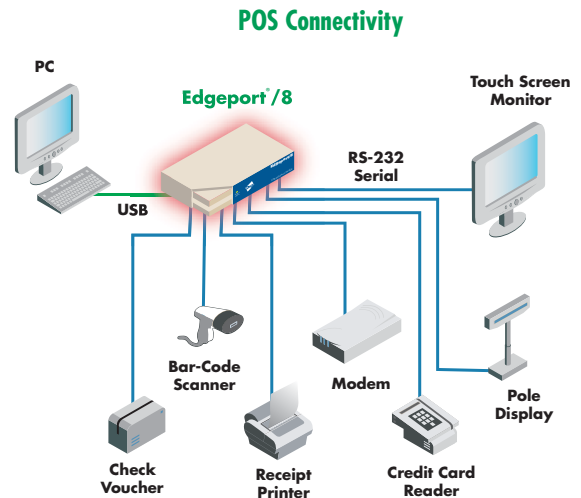 POS Connectivity
PC
Edgeport®/8
Touch Screen
Monitor
RS-232
Serial
USB
Bar-Code
Scanner
Modem
Pole
Display
Check
Voucher
Receipt
Printer
Credit Card
Reader